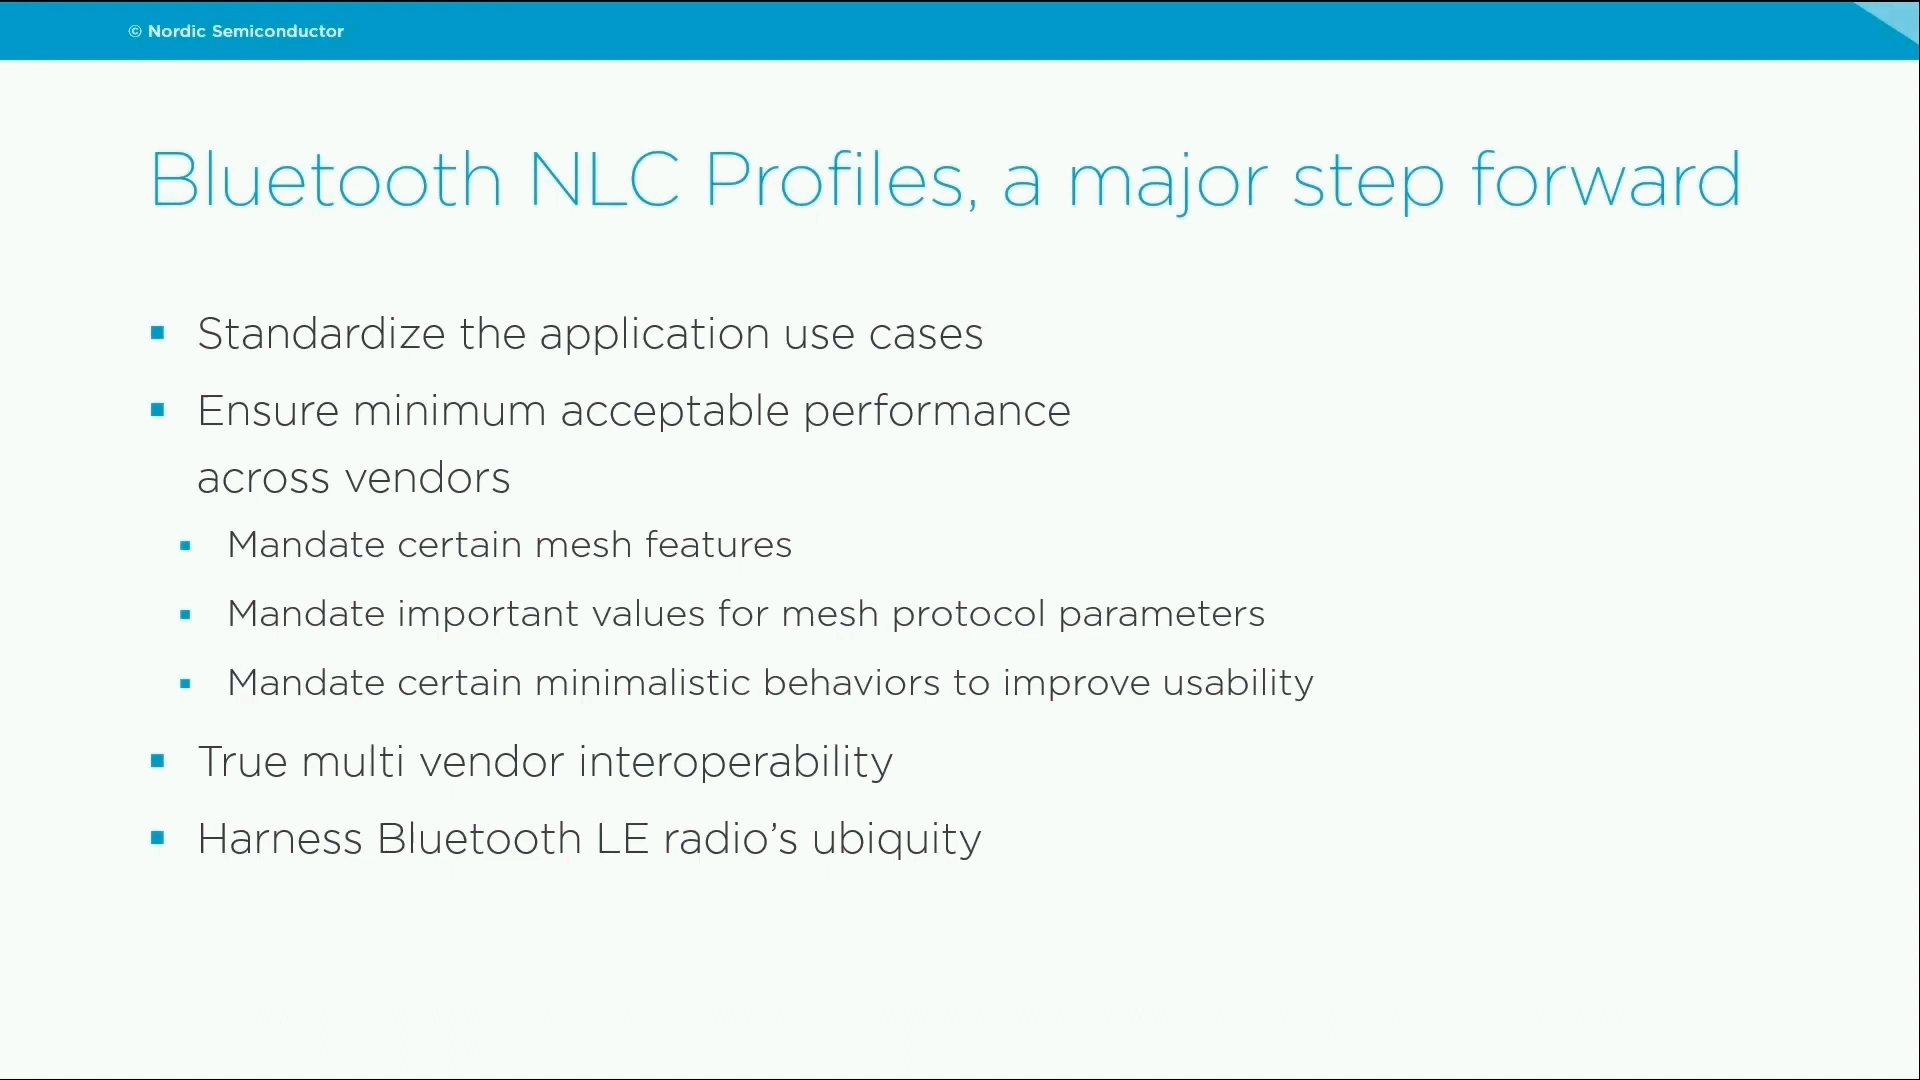 © Nordic Semiconductor
Bluetooth NLC Profiles, a major step forward
Standardize the application use cases
Ensure minimum acceptable performance
across vendors
Mandate certain mesh features
Mandate important values for mesh protocol parameters
Mandate certain minimalistic behaviors to improve usability
True multi vendor interoperability
Harness Bluetooth LE radio’s ubiquity